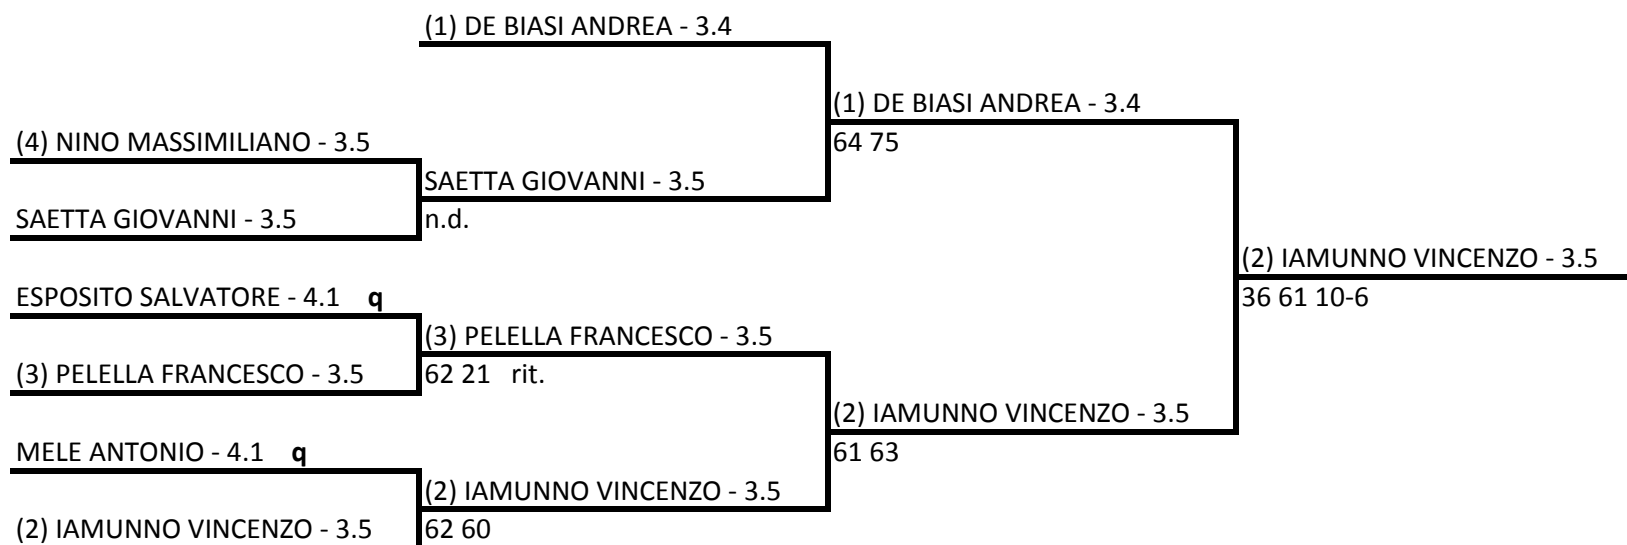 (1) DE BIASI ANDREA - 3.4
(1) DE BIASI ANDREA - 3.4
(4) NINO MASSIMILIANO - 3.5
64 75
SAETTA GIOVANNI - 3.5
SAETTA GIOVANNI - 3.5
n.d.
(2) IAMUNNO VINCENZO - 3.5
ESPOSITO SALVATORE - 4.1 q
36 61 10-6
(3) PELELLA FRANCESCO - 3.5
(3) PELELLA FRANCESCO - 3.5
62 21 rit.
(2) IAMUNNO VINCENZO - 3.5
MELE ANTONIO - 4.1 q
61 63
(2) IAMUNNO VINCENZO - 3.5
(2) IAMUNNO VINCENZO - 3.5
62 60